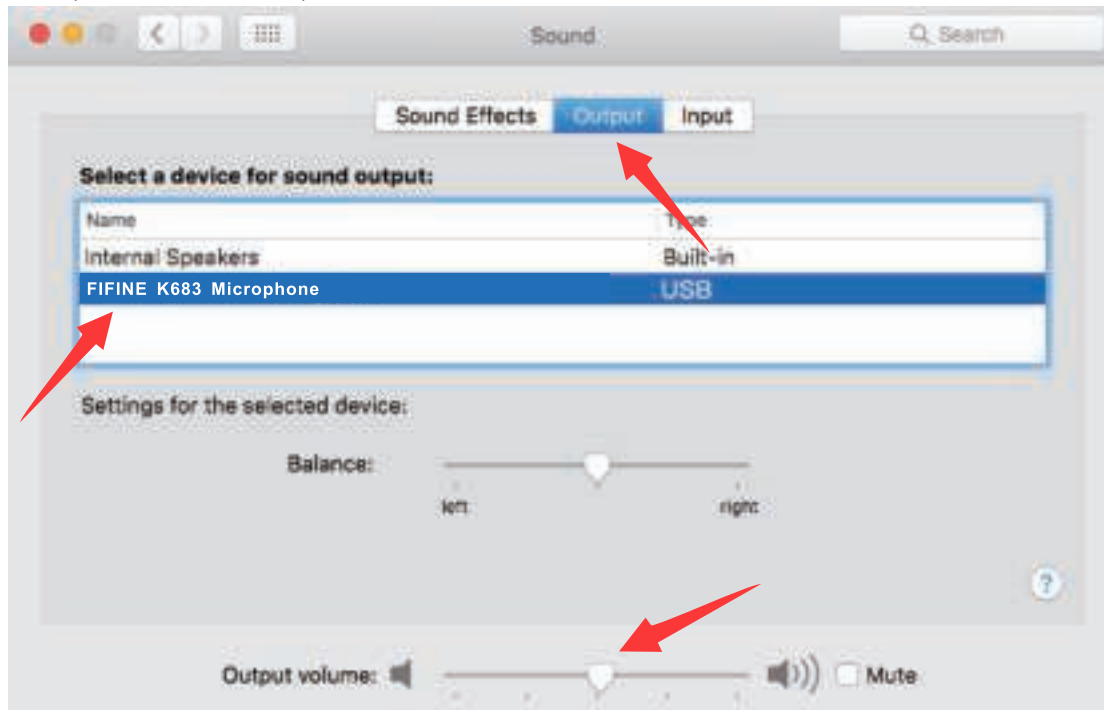 Sound
Search
Sound Effects Output Input
Select a device for sound output:
Name Type
Internal Speakers Built-in
FIFINE K683 Microphone USB
Settings for the selected device:
Balance:
left right
?
Output volume: Mute